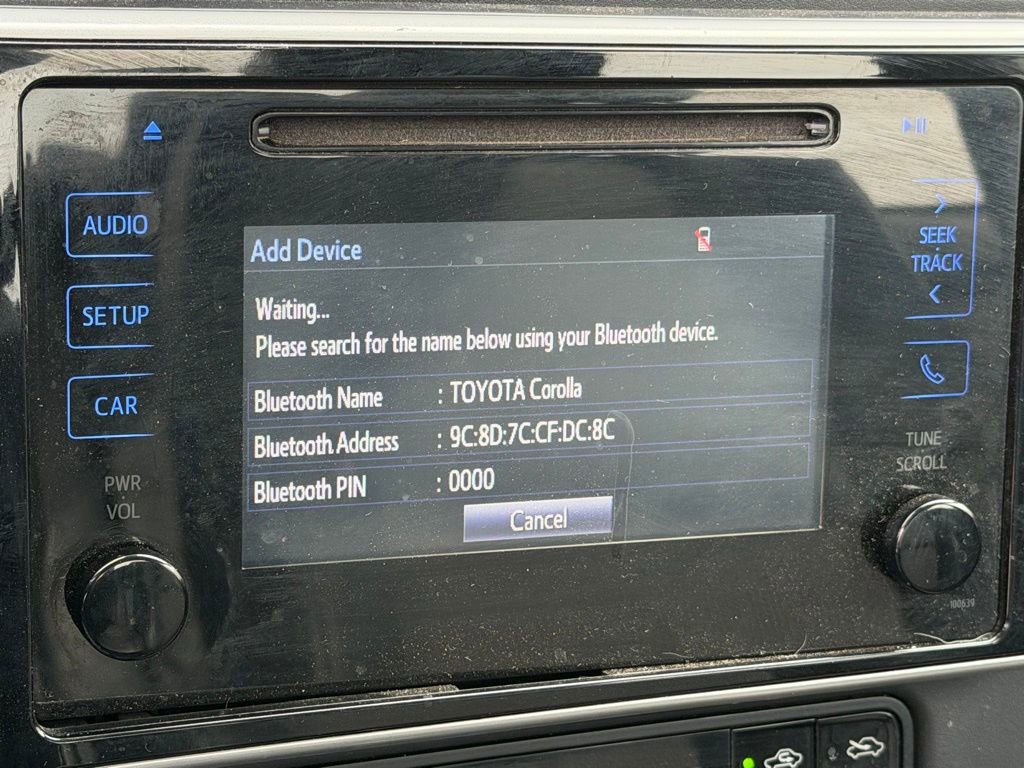 AUDIO
SETUP
CAR
PWR
VOL
Add Device
Waiting...
Please search for the name below using your Bluetooth device.
Bluetooth Name : TOYOTA Corolla
Bluetooth Address : 9C:8D:7C:CF:DC:8C
Bluetooth PIN : 0000
Cancel
SEEK
TRACK
TUNE
SCROLL
100639